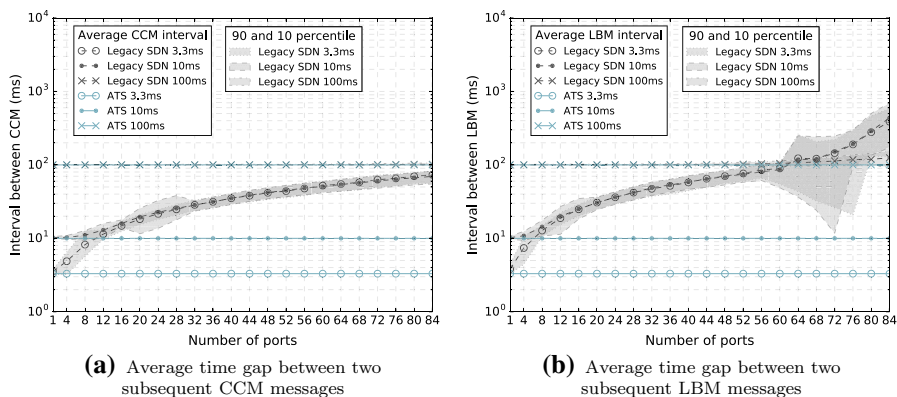 Interval between CCM (ms)
10⁴
10³
10²
10¹
10⁰
Average CCM interval
Legacy SDN 3.3ms
Legacy SDN 10ms
Legacy SDN 100ms
ATS 3.3ms
ATS 10ms
ATS 100ms
90 and 10 percentile
Legacy SDN 3.3ms
Legacy SDN 10ms
Legacy SDN 100ms
1 4 8 12 16 20 24 28 32 36 40 44 48 52 56 60 64 68 72 76 80 84
Number of ports
(a) Average time gap between two
subsequent CCM messages
Interval between LBM (ms)
10⁴
10³
10²
10¹
10⁰
Average LBM interval
Legacy SDN 3.3ms
Legacy SDN 10ms
Legacy SDN 100ms
ATS 3.3ms
ATS 10ms
ATS 100ms
90 and 10 percentile
Legacy SDN 3.3ms
Legacy SDN 10ms
Legacy SDN 100ms
1 4 8 12 16 20 24 28 32 36 40 44 48 52 56 60 64 68 72 76 80 84
Number of ports
(b) Average time gap between two
subsequent LBM messages